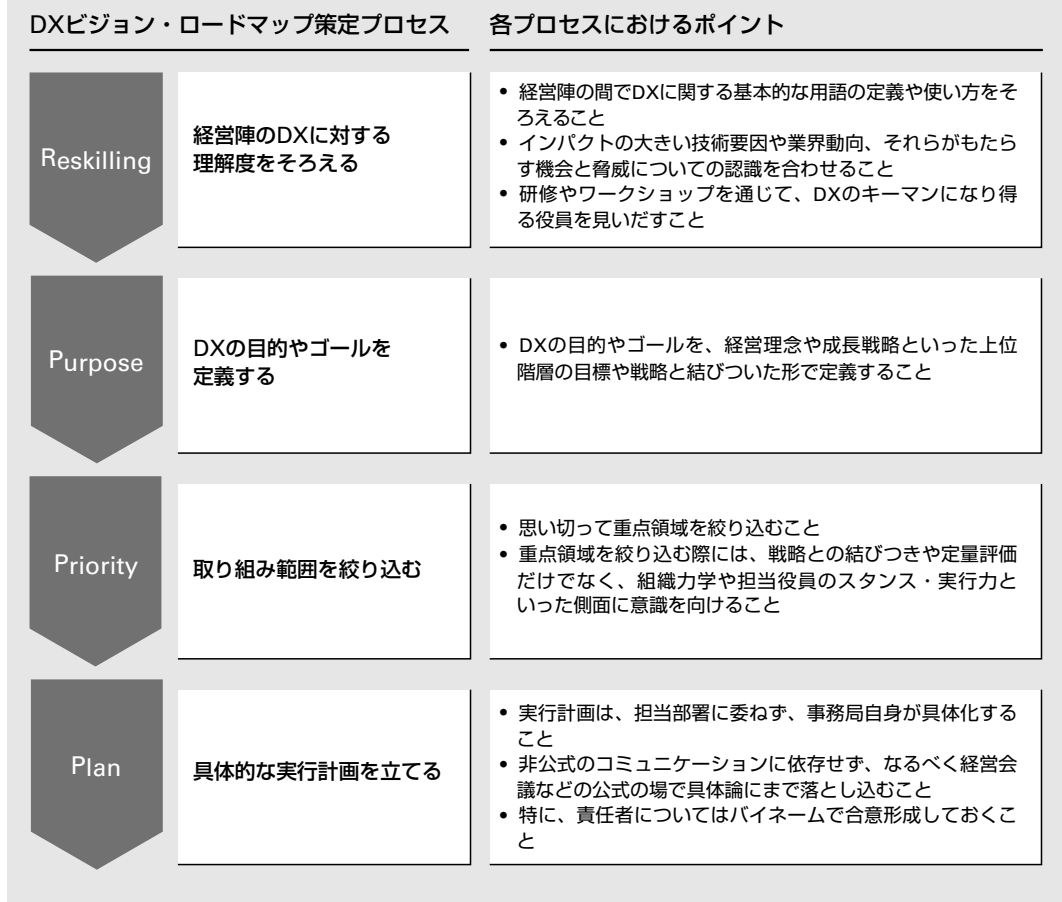 DXビジョン・ロードマップ策定プロセス
各プロセスにおけるポイント
Reskilling
経営陣のDXに対する
理解度をそろえる
• 経営陣の間でDXに関する基本的な用語の定義や使い方をそ
ろえること
• インパクトの大きい技術要因や業界動向、それらがもたら
す機会と脅威についての認識を合わせること
• 研修やワークショップを通じて、DXのキーマンになり得
る役員を見いだすこと
Purpose
DXの目的やゴールを
定義する
• DXの目的やゴールを、経営理念や成長戦略といった上位
階層の目標や戦略と結びついた形で定義すること
Priority
取り組み範囲を絞り込む
• 思い切って重点領域を絞り込むこと
• 重点領域を絞り込む際には、戦略との結びつきや定量評価
だけでなく、組織力学や担当役員のスタンス・実行力と
いった側面に意識を向けること
Plan
具体的な実行計画を立てる
• 実行計画は、担当部署に委ねず、事務局自身が具体化する
こと
• 非公式のコミュニケーションに依存せず、なるべく経営会
議などの公式の場で具体論にまで落とし込むこと
• 特に、責任者についてはバイネームで合意形成しておくこ
と